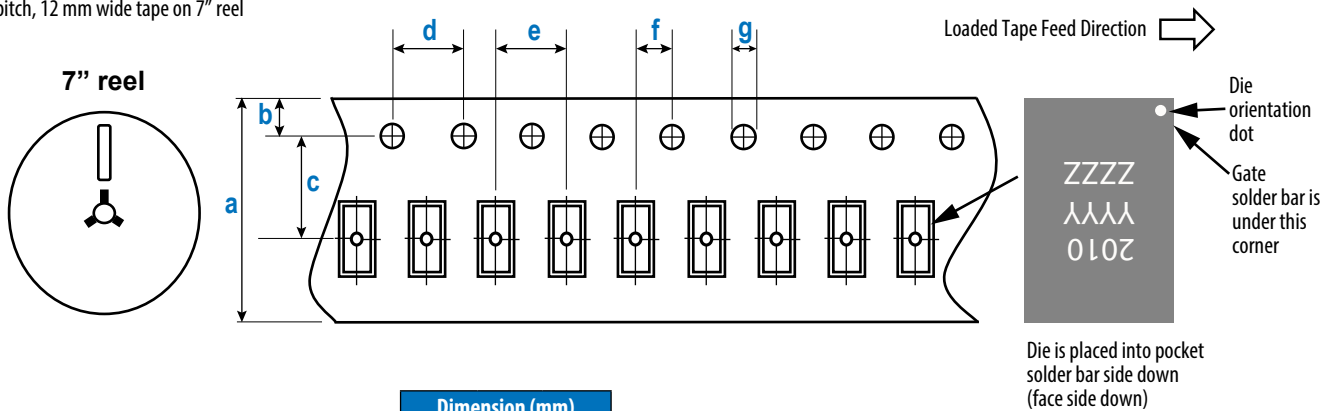 pitch, 12 mm wide tape on 7” reel
7” reel
a
b
c
d
e
f
g
Loaded Tape Feed Direction
Die
orientation
dot
Gate
solder bar is
under this
corner
2010
YYYY
ZZZZ
Die is placed into pocket
solder bar side down
(face side down)
Dimension (mm)